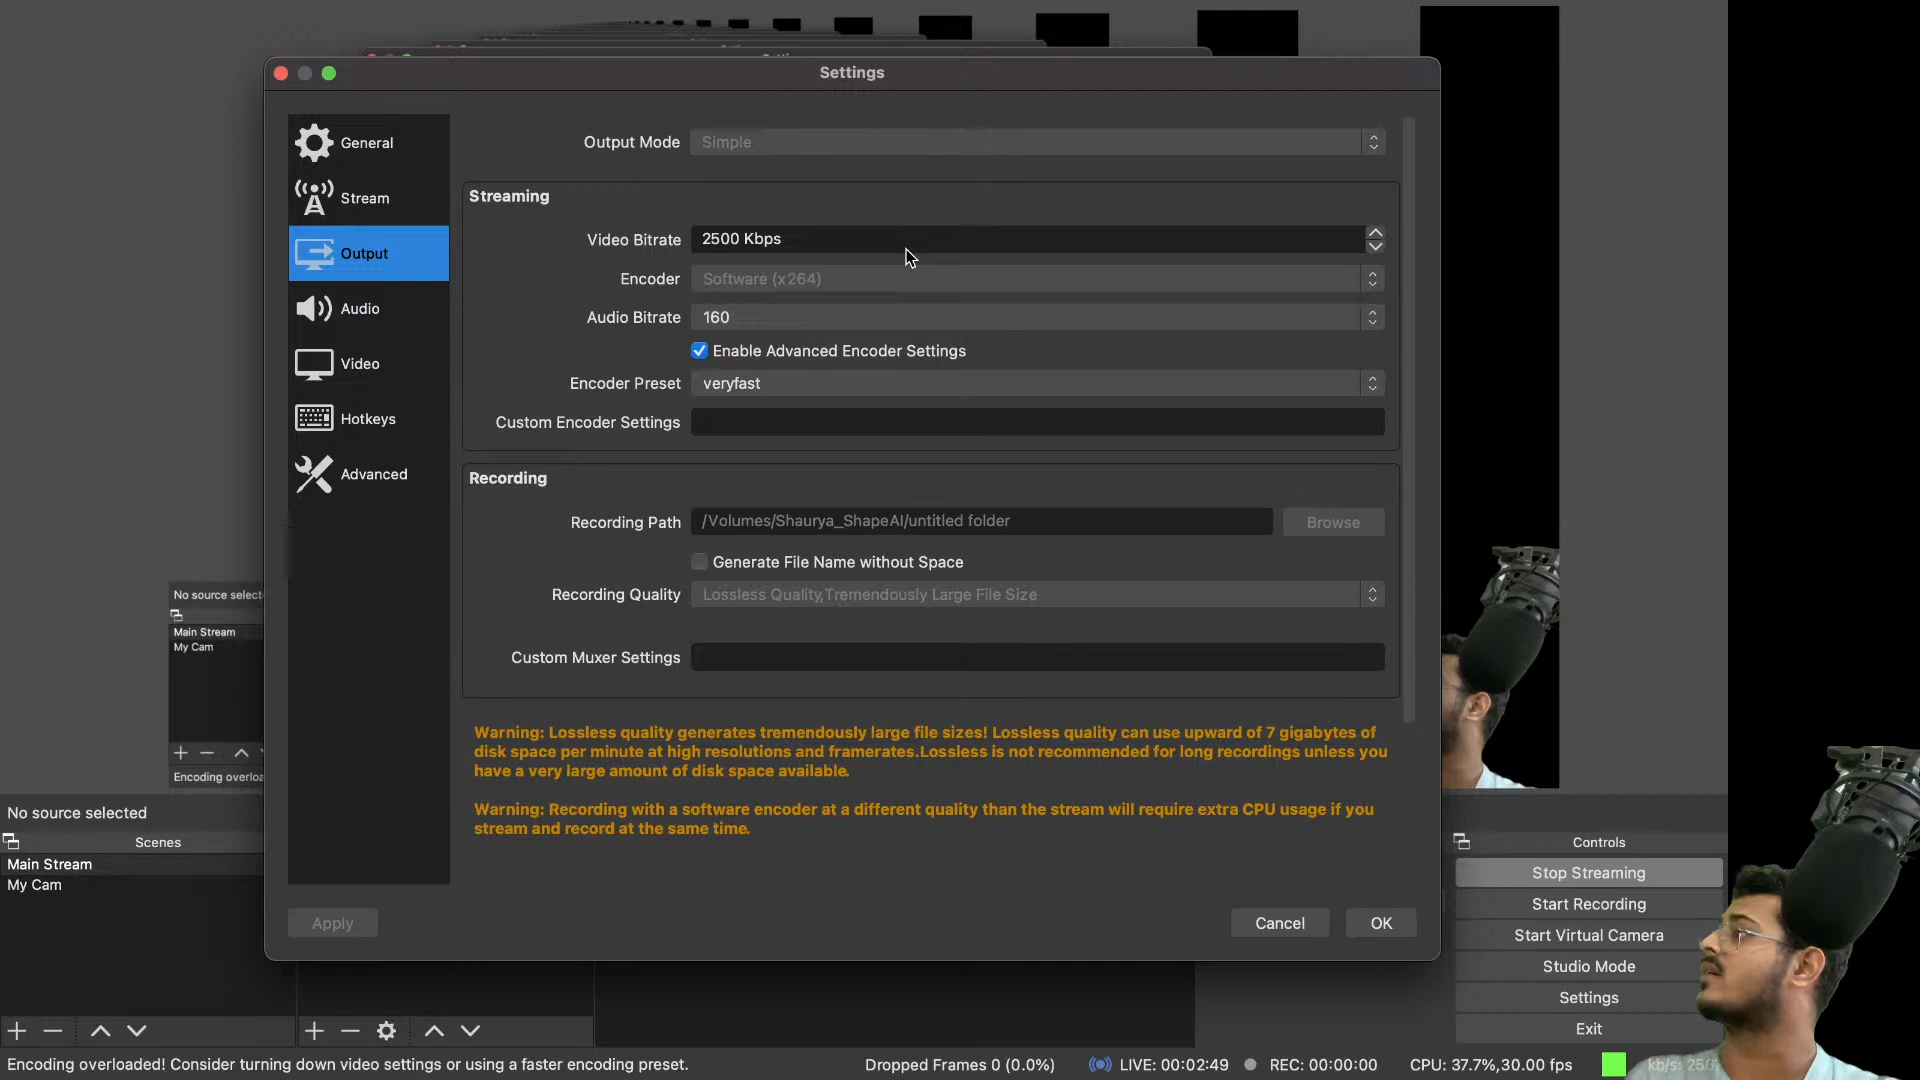 Settings
General
Stream
Output
Audio
Video
Hotkeys
Advanced
Output Mode Simple
Streaming
Video Bitrate 2500 Kbps
Encoder Software (x264)
Audio Bitrate 160
Enable Advanced Encoder Settings
Encoder Preset veryfast
Custom Encoder Settings
Recording
Recording Path /Volumes/Shaurya_ShapeAI/untitled folder Browse
Generate File Name without Space
Recording Quality Lossless Quality,Tremendously Large File Size
Custom Muxer Settings
Warning: Lossless quality generates tremendously large file sizes! Lossless quality can use upward of 7 gigabytes of
disk space per minute at high resolutions and framerates.Lossless is not recommended for long recordings unless you
have a very large amount of disk space available.
Warning: Recording with a software encoder at a different quality than the stream will require extra CPU usage if you
stream and record at the same time.
Apply Cancel OK
No source
Main Stream
My Cam
Encoding
No source selected
Scenes
Main Stream
My Cam
Controls
Stop Streaming
Start Recording
Start Virtual Camera
Studio Mode
Settings
Exit
Encoding overloaded! Consider turning down video settings or using a faster encoding preset.
Dropped Frames 0 (0.0%) LIVE: 00:02:49 REC: 00:00:00 CPU: 37.7%,30.00 fps kb/s: